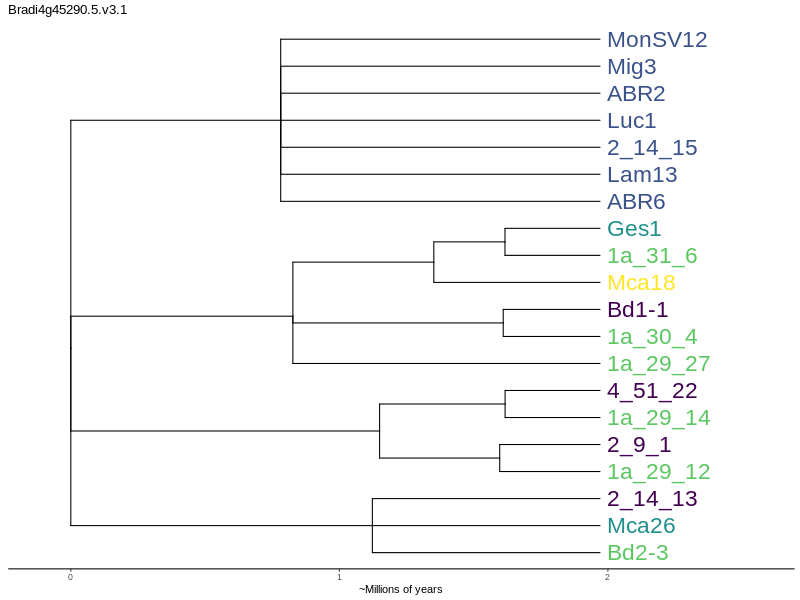 Bradi4g45290.5.v3.1
MonSV12
Mig3
ABR2
Luc1
2_14_15
Lam13
ABR6
Ges1
1a_31_6
Mca18
Bd1-1
1a_30_4
1a_29_27
4_51_22
1a_29_14
2_9_1
1a_29_12
2_14_13
Mca26
Bd2-3
0 1 2
~Millions of years